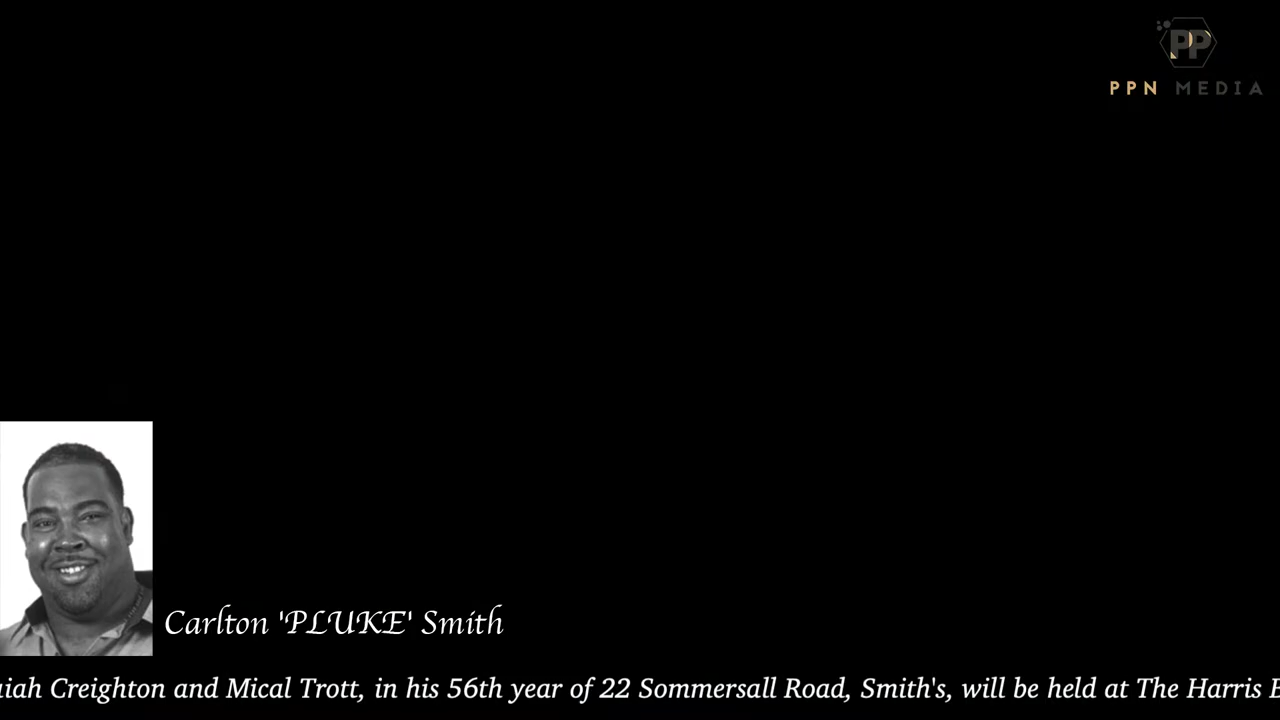 PP
PPN MEDIA
Carlton 'PLUKE' Smith
Creighton and Mical Trott, in his 56th year of 22 Sommersall Road, Smith's, will be held at The Harris